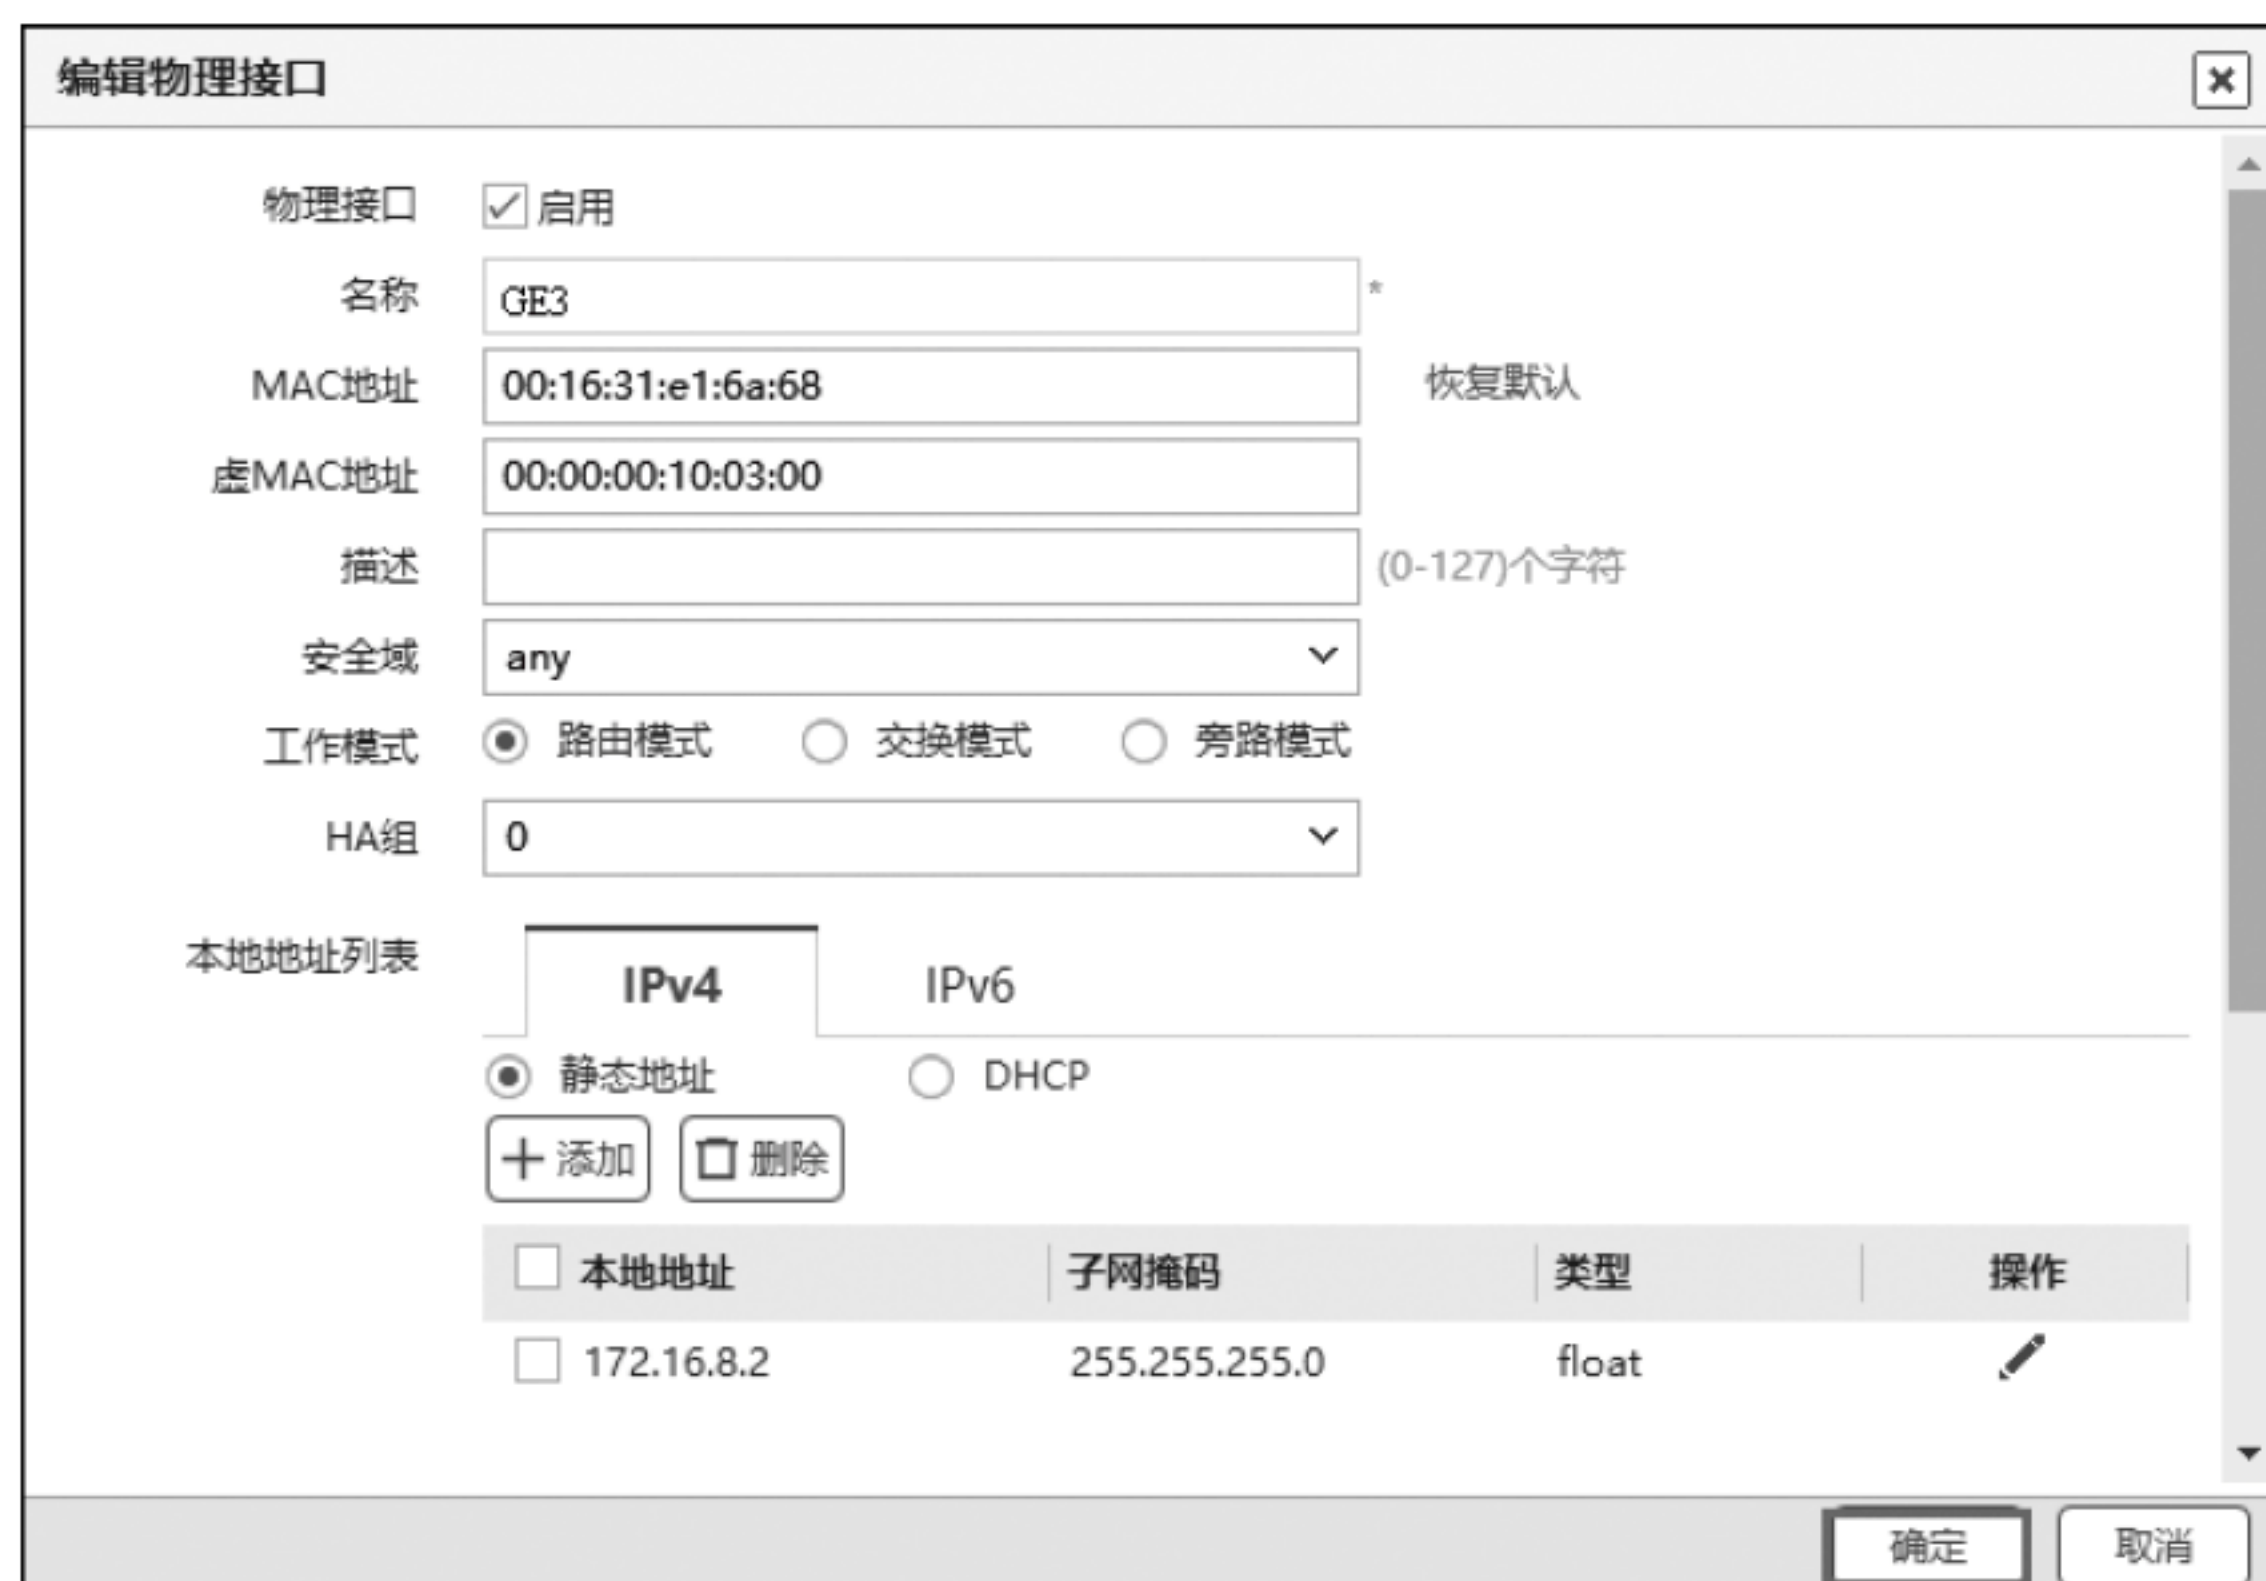 编辑物理接口
物理接口 启用
名称 GE3 *
MAC地址 00:16:31:e1:6a:68 恢复默认
虚MAC地址 00:00:00:10:03:00
描述 (0-127)个字符
安全域 any
工作模式 路由模式 交换模式 旁路模式
HA组 0
本地地址列表 IPv4 IPv6
静态地址 DHCP
添加 删除
本地地址 子网掩码 类型 操作
172.16.8.2 255.255.255.0 float
确定 取消